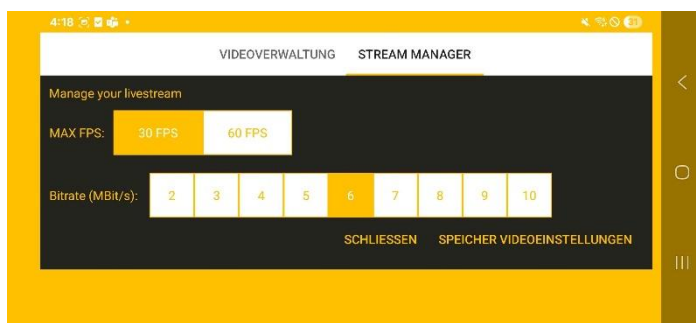 4:18
VIDEOVERWALTUNG STREAM MANAGER
Manage your livestream
MAX FPS: 30 FPS 60 FPS
Bitrate (MBit/s): 2 3 4 5 6 7 8 9 10
SCHLIESSEN SPEICHER VIDEOEINSTELLUNGEN